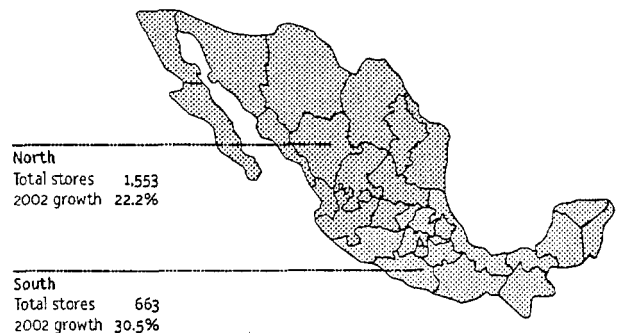 North
Total stores 1,553
2002 growth 22.2%
South
Total stores 663
2002 growth 30.5%